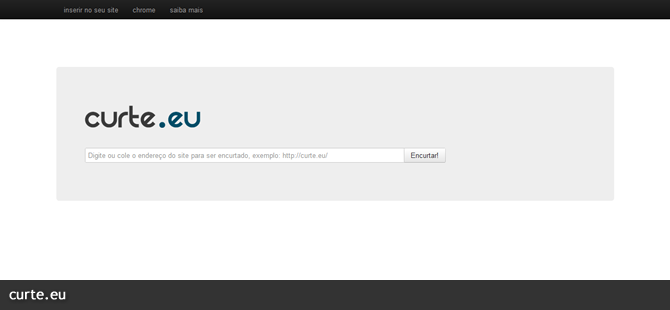 inserir no seu site chrome saiba mais
curte.eu
Digite ou cole o endereço do site para ser encurtado, exemplo: http://curte.eu/ Encurtar!
curte.eu